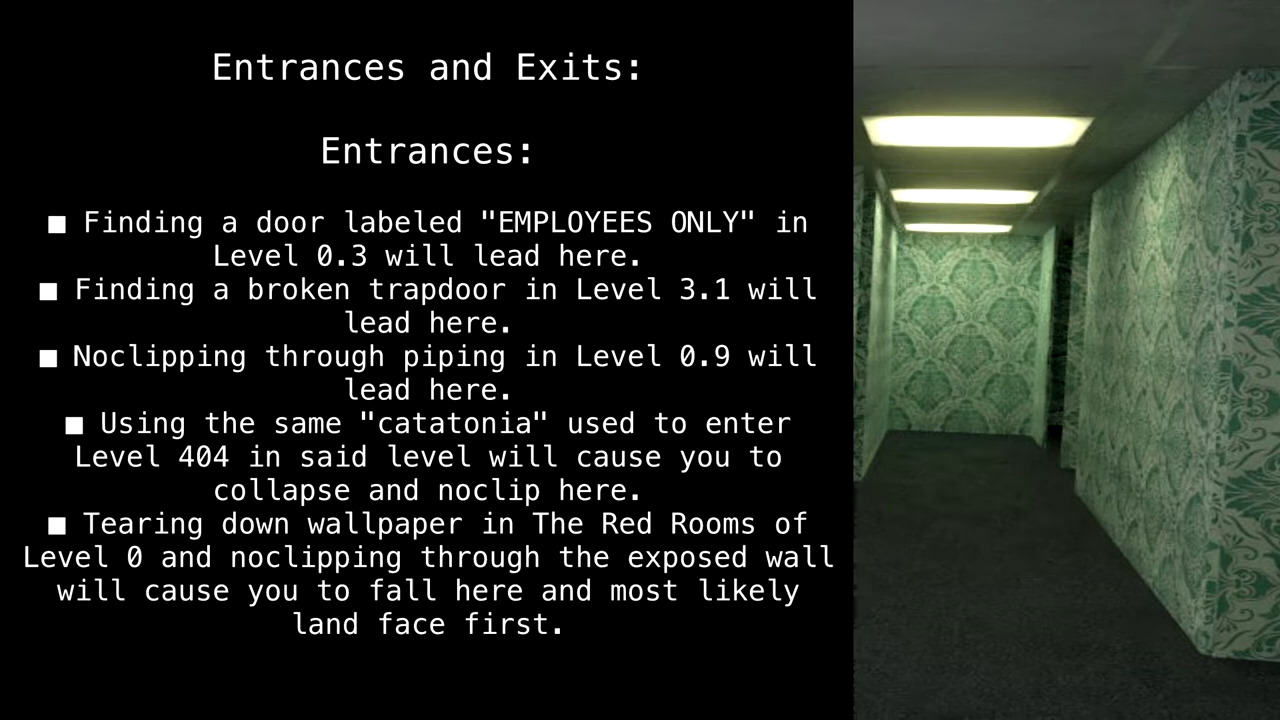 Entrances and Exits:
Entrances:
■ Finding a door labeled "EMPLOYEES ONLY" in
Level 0.3 will lead here.
■ Finding a broken trapdoor in Level 3.1 will
lead here.
■ Noclipping through piping in Level 0.9 will
lead here.
■ Using the same "catatonia" used to enter
Level 404 in said level will cause you to
collapse and noclip here.
■ Tearing down wallpaper in The Red Rooms of
Level 0 and noclipping through the exposed wall
will cause you to fall here and most likely
land face first.